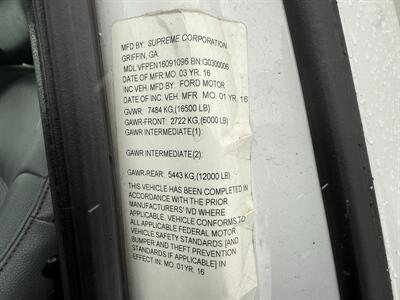 MFD BY: SUPREME CORPORATION
GRIFFIN, GA.
MDL:VFPEN16091096 BN:G0300006
DATE OF MFR:MO. 03 YR. 16
INC VEH. MFD BY: FORD MOTOR
DATE OF INC. VEH. MFR MO. 01 YR. 16
GVWR: 7484 KG,(16500 LB)
GAWR-FRONT: 2722 KG,(6000 LB)
GAWR INTERMEDIATE(1):
GAWR INTERMEDIATE(2):
GAWR-REAR: 5443 KG,(12000 LB)
THIS VEHICLE HAS BEEN COMPLETED IN
ACCORDANCE WITH THE PRIOR
MANUFACTURERS' IVD WHERE
APPLICABLE. VEHICLE CONFORMS TO
ALL APPLICABLE FEDERAL MOTOR
VEHICLE SAFETY STANDARDS [AND
BUMPER AND THEFT PREVENTION
STANDARDS IF APPLICABLE] IN
EFFECT IN: MO. 01 YR. 16